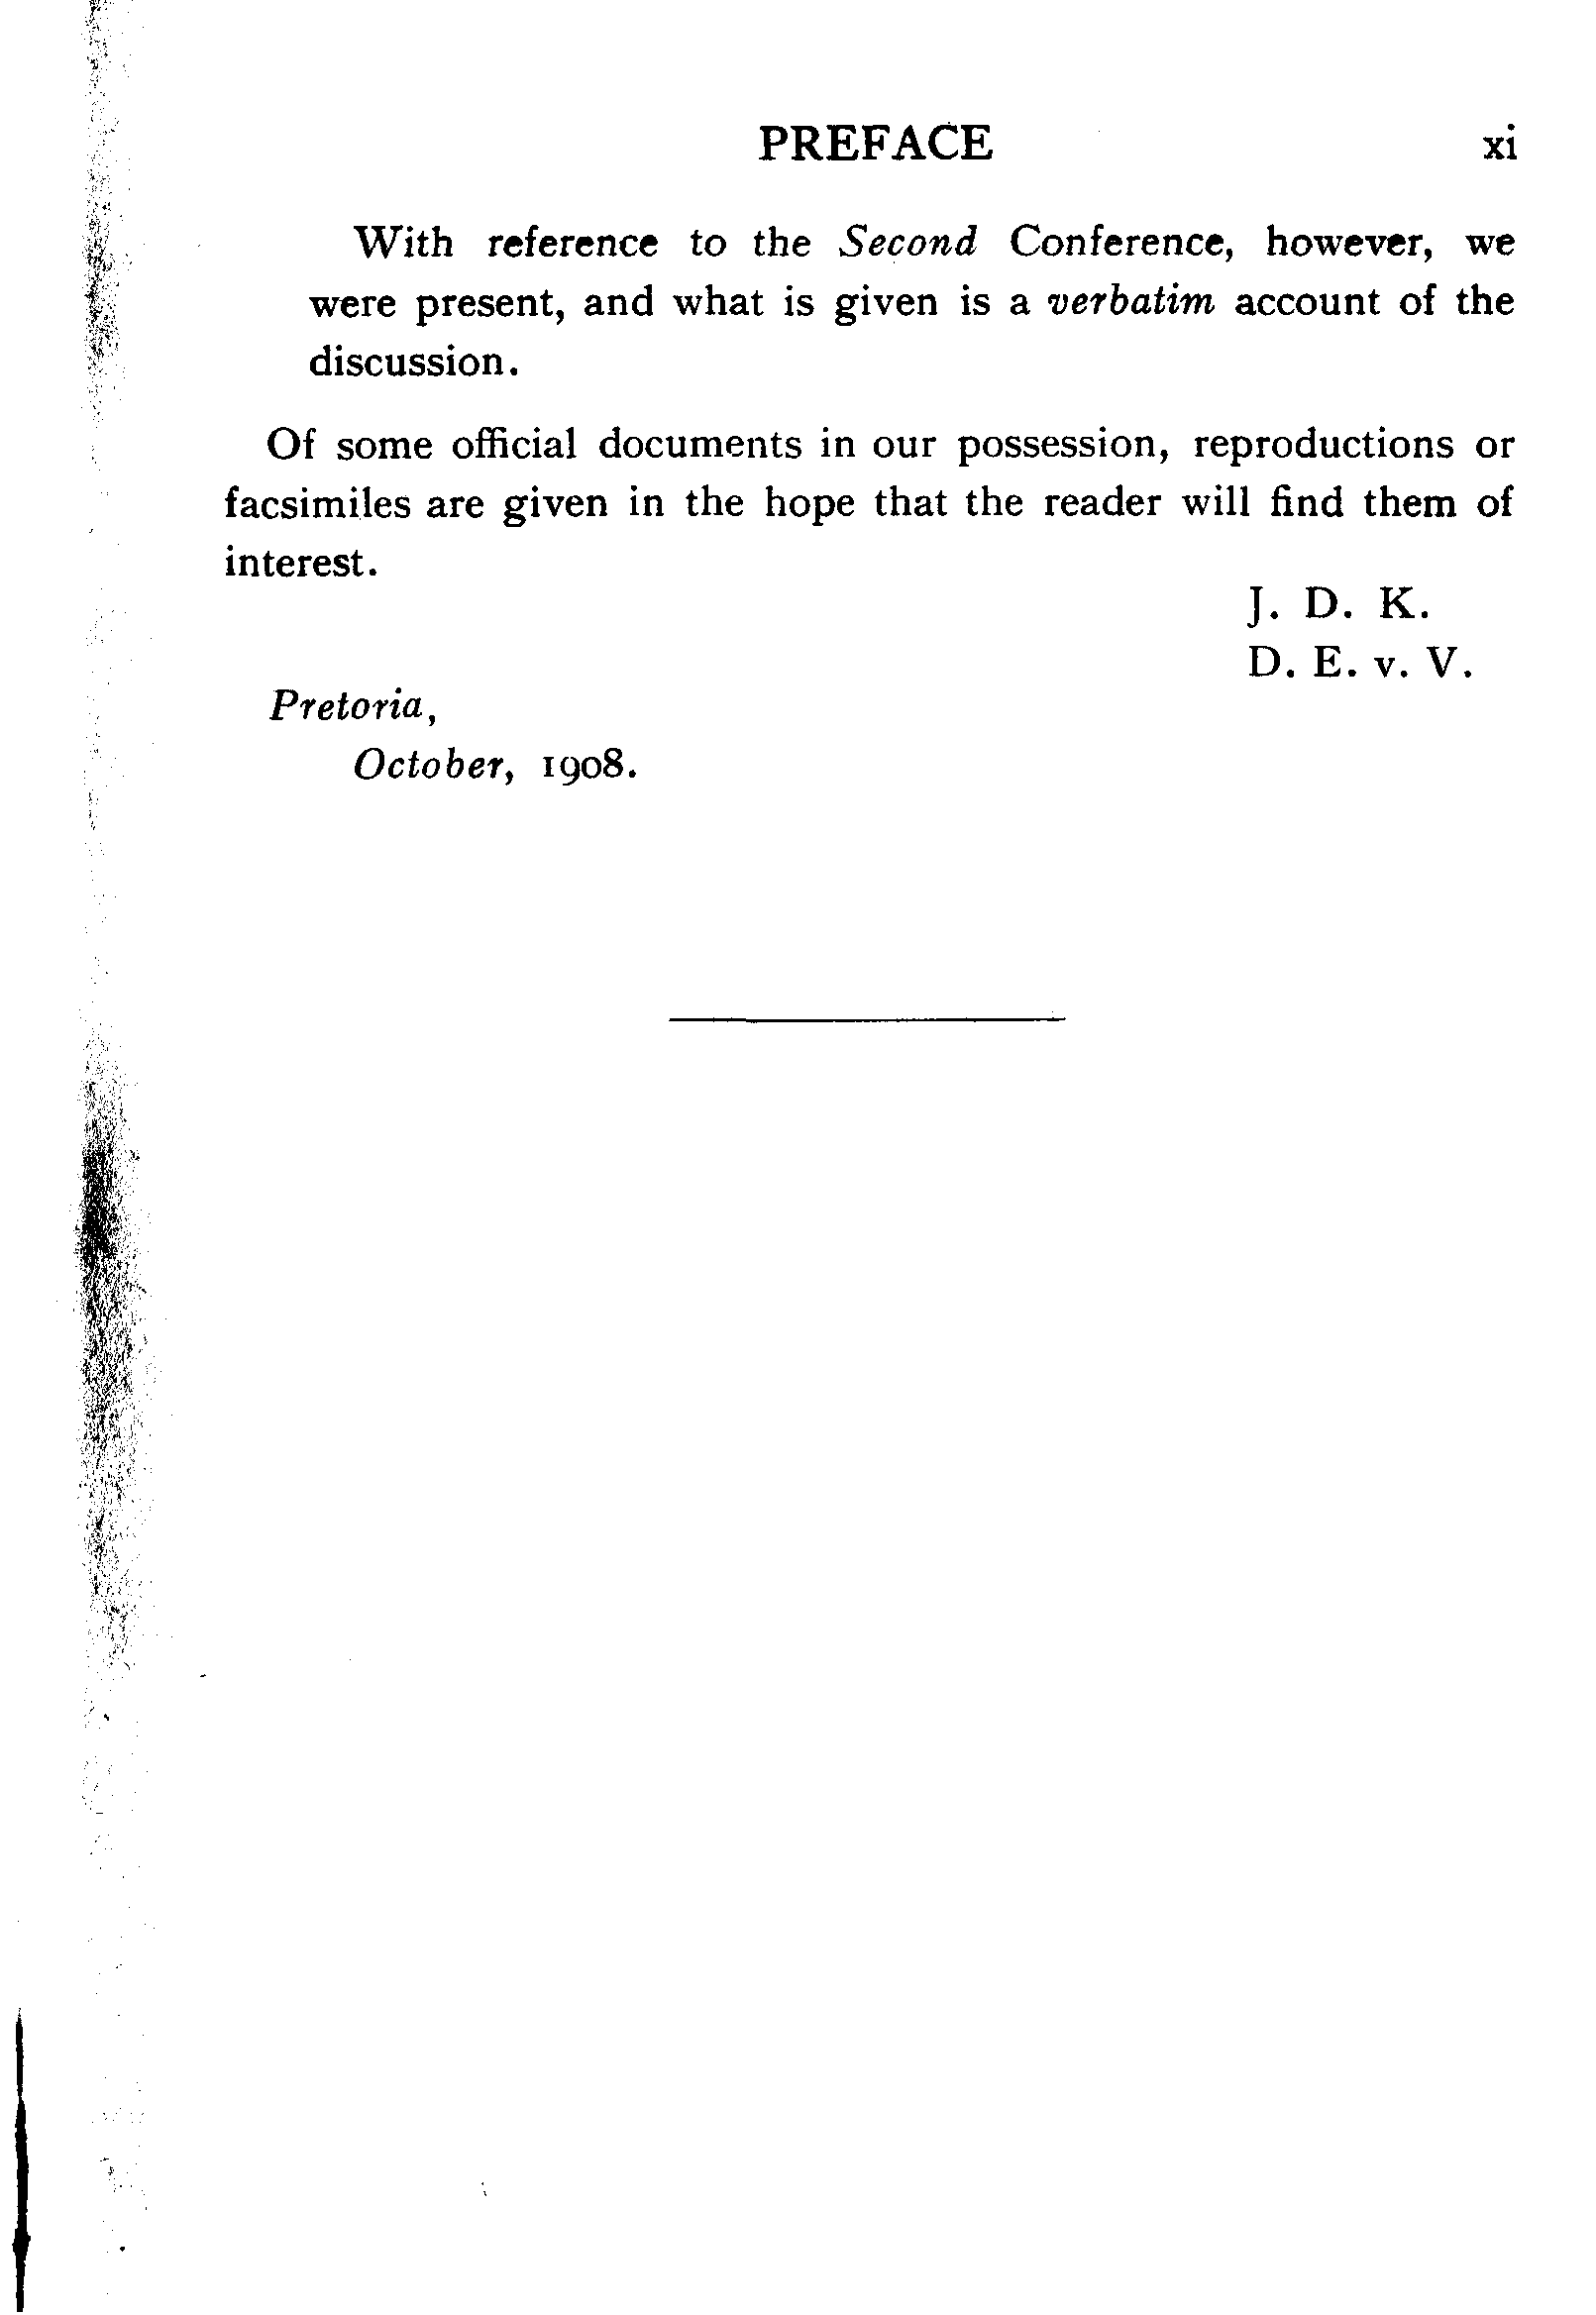 PREFACE xi
With reference to the Second Conference, however, we
were present, and what is given is a verbatim account of the
discussion.
Of some official documents in our possession, reproductions or
facsimiles are given in the hope that the reader will find them of
interest.
J. D. K.
D. E. v. V.
Pretoria,
October, 1908.